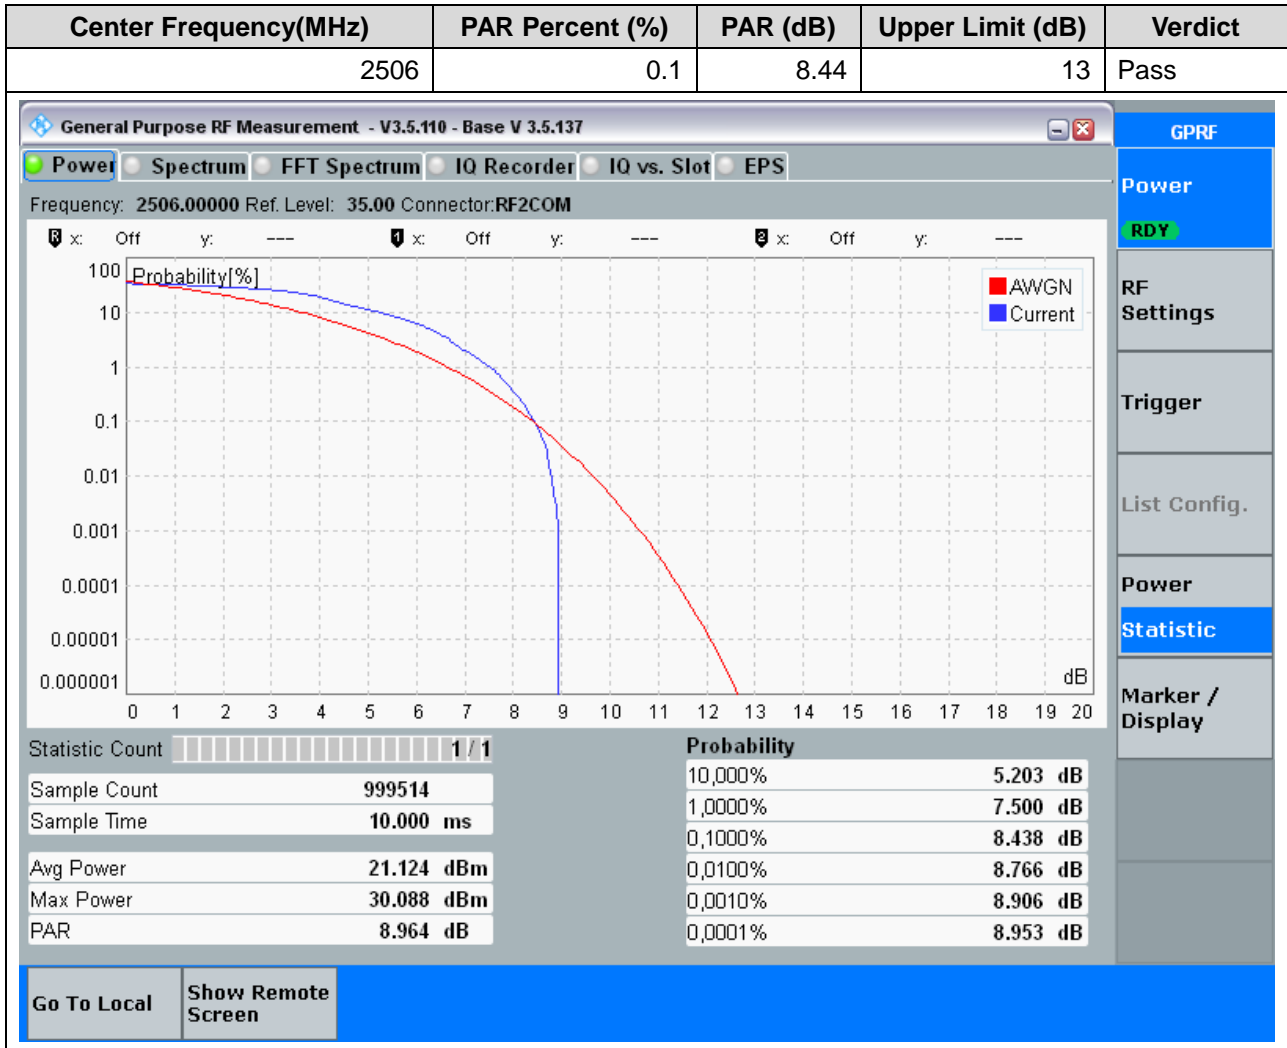 Center Frequency(MHz) PAR Percent (%) PAR (dB) Upper Limit (dB) Verdict
2506 0.1 8.44 13 Pass
General Purpose RF Measurement - V3.5.110 - Base V 3.5.137
GPRF
Power Spectrum FFT Spectrum IQ Recorder IQ vs. Slot EPS
Frequency: 2506.00000 Ref. Level: 35.00 Connector:RF2COM
R x: Off y: --- 1 x: Off y: --- 2 x: Off y: ---
Power
RDY
RF
Settings
Trigger
List Config.
Power
Statistic
Marker /
Display
Probability[%]
AWGN
Current
100
10
1
0.1
0.01
0.001
0.0001
0.00001
0.000001
dB
0 1 2 3 4 5 6 7 8 9 10 11 12 13 14 15 16 17 18 19 20
Statistic Count 1 / 1
Sample Count 999514
Sample Time 10.000 ms
Avg Power 21.124 dBm
Max Power 30.088 dBm
PAR 8.964 dB
Probability
10,000% 5.203 dB
1,0000% 7.500 dB
0,1000% 8.438 dB
0,0100% 8.766 dB
0,0010% 8.906 dB
0,0001% 8.953 dB
Go To Local
Show Remote
Screen